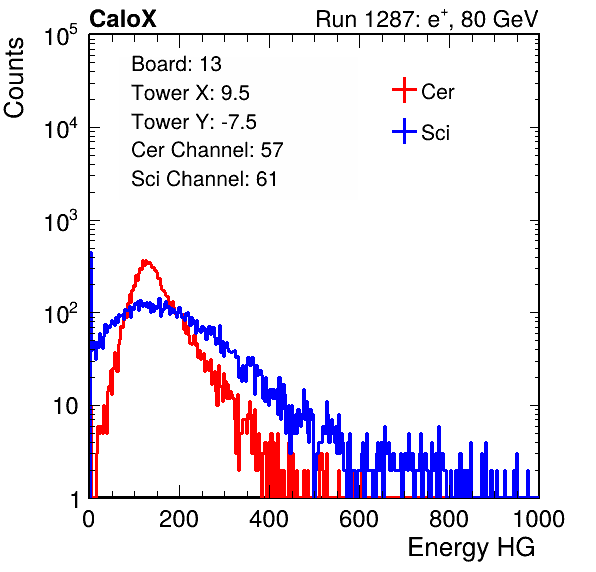 CaloX Run 1287: e⁺, 80 GeV
Counts
10⁵
10⁴
10³
10²
10
1
Board: 13
Tower X: 9.5
Tower Y: -7.5
Cer Channel: 57
Sci Channel: 61
Cer
Sci
0 200 400 600 800 1000
Energy HG